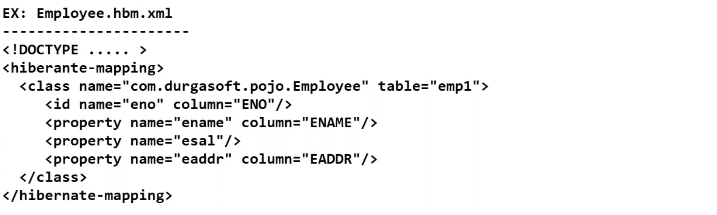 EX: Employee.hbm.xml
----------------------
<!DOCTYPE ..... >
<hiberante-mapping>
  <class name="com.durgasoft.pojo.Employee" table="emp1">
     <id name="eno" column="ENO"/>
     <property name="ename" column="ENAME"/>
     <property name="esal"/>
     <property name="eaddr" column="EADDR"/>
  </class>
</hibernate-mapping>